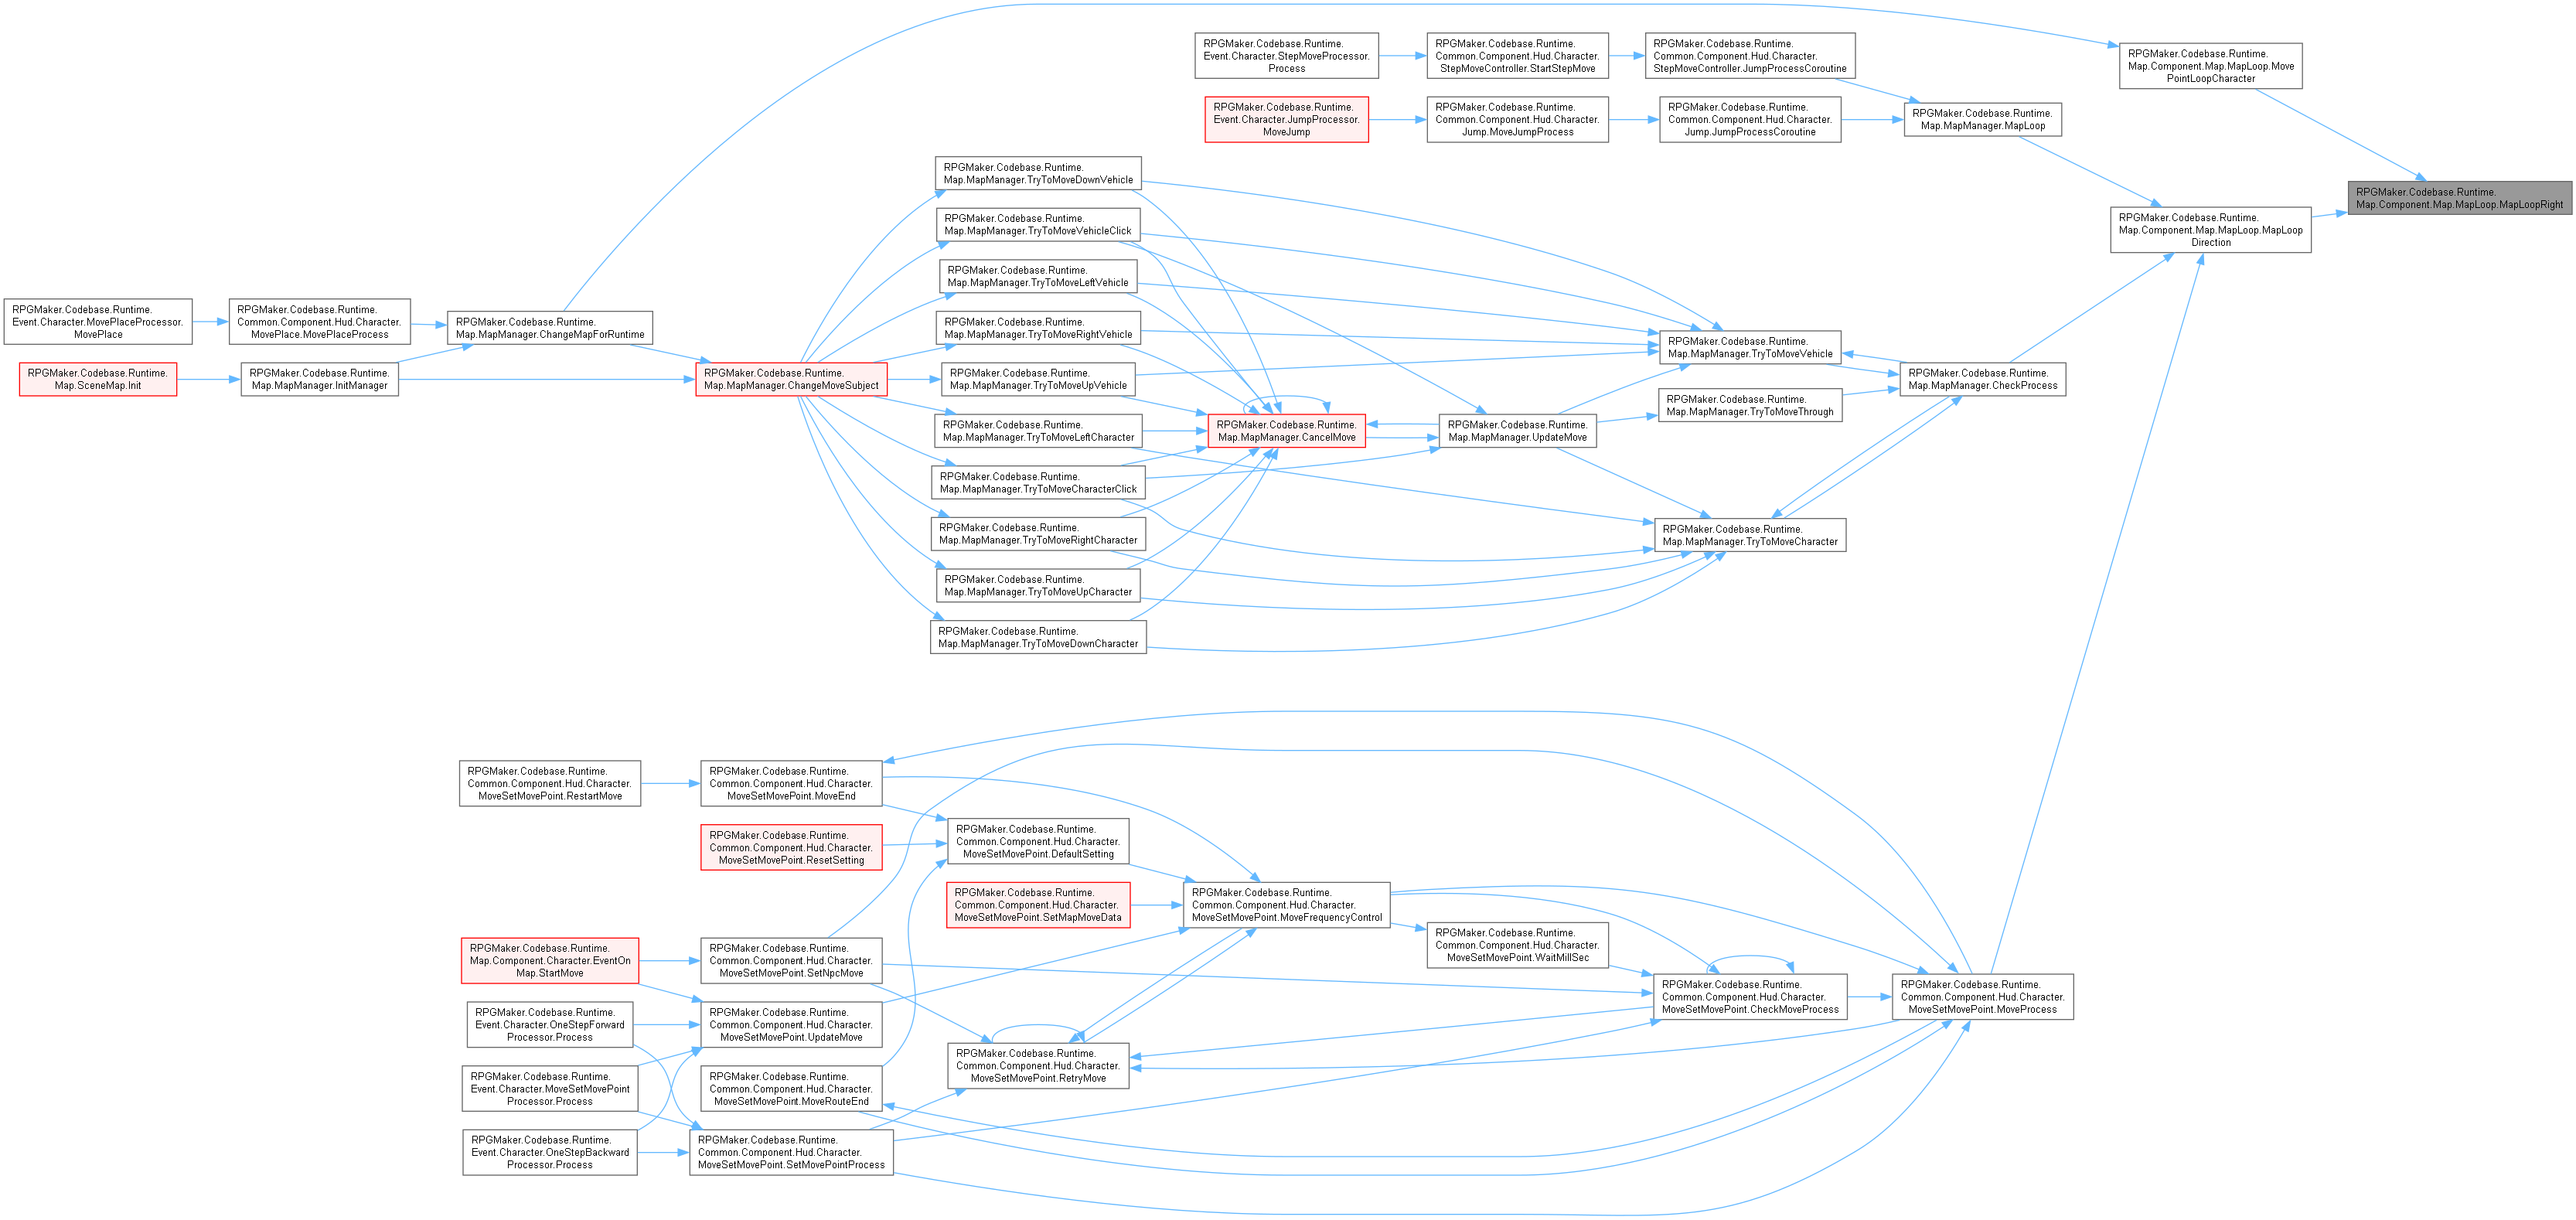 RPGMaker.Codebase.Runtime.
Map.Component.Map.MapLoop.MapLoopRight
RPGMaker.Codebase.Runtime.
Map.Component.Map.MapLoop.Move
PointLoopCharacter
RPGMaker.Codebase.Runtime.
Map.Component.Map.MapLoop.MapLoop
Direction
RPGMaker.Codebase.Runtime.
Map.MapManager.MapLoop
RPGMaker.Codebase.Runtime.
Common.Component.Hud.Character.
StepMoveController.JumpProcessCoroutine
RPGMaker.Codebase.Runtime.
Common.Component.Hud.Character.
StepMoveController.StartStepMove
RPGMaker.Codebase.Runtime.
Event.Character.StepMoveProcessor.
Process
RPGMaker.Codebase.Runtime.
Common.Component.Hud.Character.
Jump.JumpProcessCoroutine
RPGMaker.Codebase.Runtime.
Common.Component.Hud.Character.
Jump.MoveJumpProcess
RPGMaker.Codebase.Runtime.
Event.Character.JumpProcessor.
MoveJump
RPGMaker.Codebase.Runtime.
Map.MapManager.TryToMoveDownVehicle
RPGMaker.Codebase.Runtime.
Map.MapManager.TryToMoveVehicleClick
RPGMaker.Codebase.Runtime.
Map.MapManager.TryToMoveLeftVehicle
RPGMaker.Codebase.Runtime.
Map.MapManager.TryToMoveRightVehicle
RPGMaker.Codebase.Runtime.
Map.MapManager.TryToMoveUpVehicle
RPGMaker.Codebase.Runtime.
Map.MapManager.TryToMoveLeftCharacter
RPGMaker.Codebase.Runtime.
Map.MapManager.TryToMoveCharacterClick
RPGMaker.Codebase.Runtime.
Map.MapManager.TryToMoveRightCharacter
RPGMaker.Codebase.Runtime.
Map.MapManager.TryToMoveUpCharacter
RPGMaker.Codebase.Runtime.
Map.MapManager.TryToMoveDownCharacter
RPGMaker.Codebase.Runtime.
Event.Character.MovePlaceProcessor.
MovePlace
RPGMaker.Codebase.Runtime.
Common.Component.Hud.Character.
MovePlace.MovePlaceProcess
RPGMaker.Codebase.Runtime.
Map.MapManager.ChangeMapForRuntime
RPGMaker.Codebase.Runtime.
Map.SceneMap.Init
RPGMaker.Codebase.Runtime.
Map.MapManager.InitManager
RPGMaker.Codebase.Runtime.
Map.MapManager.ChangeMoveSubject
RPGMaker.Codebase.Runtime.
Map.MapManager.CancelMove
RPGMaker.Codebase.Runtime.
Map.MapManager.UpdateMove
RPGMaker.Codebase.Runtime.
Map.MapManager.TryToMoveVehicle
RPGMaker.Codebase.Runtime.
Map.MapManager.TryToMoveThrough
RPGMaker.Codebase.Runtime.
Map.MapManager.CheckProcess
RPGMaker.Codebase.Runtime.
Map.MapManager.TryToMoveCharacter
RPGMaker.Codebase.Runtime.
Common.Component.Hud.Character.
MoveSetMovePoint.RestartMove
RPGMaker.Codebase.Runtime.
Common.Component.Hud.Character.
MoveSetMovePoint.MoveEnd
RPGMaker.Codebase.Runtime.
Common.Component.Hud.Character.
MoveSetMovePoint.ResetSetting
RPGMaker.Codebase.Runtime.
Common.Component.Hud.Character.
MoveSetMovePoint.DefaultSetting
RPGMaker.Codebase.Runtime.
Common.Component.Hud.Character.
MoveSetMovePoint.SetMapMoveData
RPGMaker.Codebase.Runtime.
Common.Component.Hud.Character.
MoveSetMovePoint.MoveFrequencyControl
RPGMaker.Codebase.Runtime.
Common.Component.Hud.Character.
MoveSetMovePoint.WaitMillSec
RPGMaker.Codebase.Runtime.
Common.Component.Hud.Character.
MoveSetMovePoint.CheckMoveProcess
RPGMaker.Codebase.Runtime.
Common.Component.Hud.Character.
MoveSetMovePoint.MoveProcess
RPGMaker.Codebase.Runtime.
Map.Component.Character.EventOn
Map.StartMove
RPGMaker.Codebase.Runtime.
Common.Component.Hud.Character.
MoveSetMovePoint.SetNpcMove
RPGMaker.Codebase.Runtime.
Event.Character.OneStepForward
Processor.Process
RPGMaker.Codebase.Runtime.
Common.Component.Hud.Character.
MoveSetMovePoint.UpdateMove
RPGMaker.Codebase.Runtime.
Common.Component.Hud.Character.
MoveSetMovePoint.RetryMove
RPGMaker.Codebase.Runtime.
Event.Character.MoveSetMovePoint
Processor.Process
RPGMaker.Codebase.Runtime.
Common.Component.Hud.Character.
MoveSetMovePoint.MoveRouteEnd
RPGMaker.Codebase.Runtime.
Event.Character.OneStepBackward
Processor.Process
RPGMaker.Codebase.Runtime.
Common.Component.Hud.Character.
MoveSetMovePoint.SetMovePointProcess